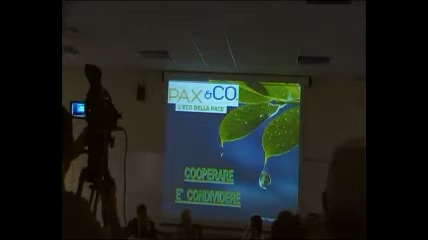 PAX & CO.
L'ECO DELLA PACE
COOPERARE
E' CONDIVIDERE